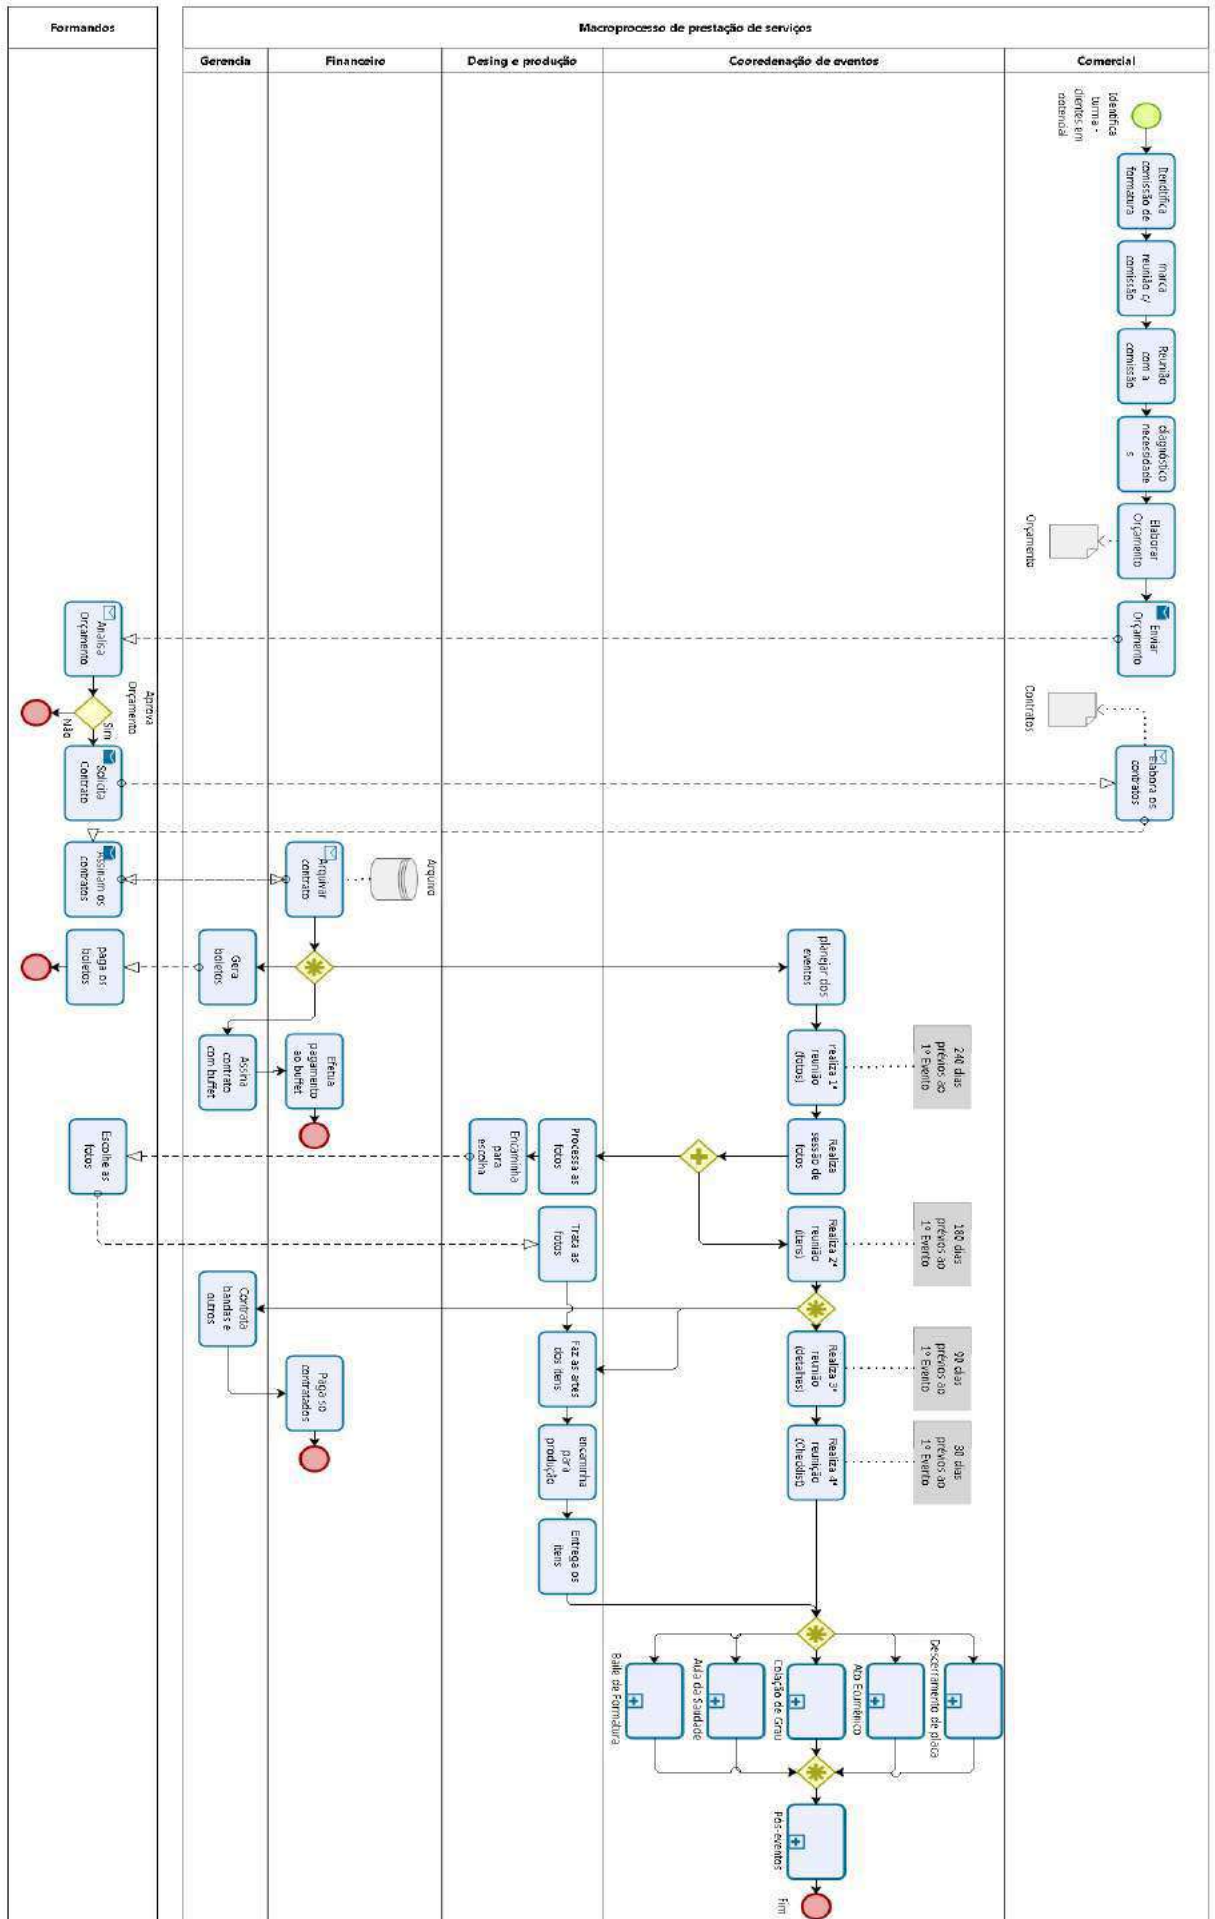 Formandos
Macroprocesso de prestação de serviços
Gerencia
Financeiro
Desing e produção
Cooredenação de eventos
Comercial
Identifica
turma -
clientes em
potencial
Itendtifica
comissão de
formatura
marca
reunião c/
comissão
Reunião
com a
comissão
diagnóstico
necessidade
s
Elaborar
Orçamento
Orçamento
Enviar
Orçamento
Analisa
Orçamento
Aprova
Orçamento
Sim
Não
Solicita
Contrato
Contratos
Elabora os
contratos
Assinam os
contratos
Arquivar
contrato
Arquivo
paga os
boletos
Gera
boletos
planejar dos
eventos
Assina
contrato
com buffet
Efetua
pagamento
ao buffet
realiza 1ª
reunião
(fotos)
240 dias
prévios ao
1º Evento
Realiza
sessão de
fotos
Processa as
fotos
Encaminha
para
escolha
Escolhe as
fotos
Trata as
fotos
Realiza 2ª
reunião
(itens)
180 dias
prévios ao
1º Evento
Contrata
bandas e
outros
Paga so
contratados
Faz as artes
dos itens
Realiza 3ª
reunião
(detalhes)
90 dias
prévios ao
1º Evento
encaminha
para
produção
Realiza 4ª
reunição
(Checklist)
30 dias
prévios ao
1º Evento
Entrega os
itens
Descerramento de placa
Ato Ecumênico
Colação de Grau
Aula da Saudade
Baile de Formatura
Pós-eventos
Fim